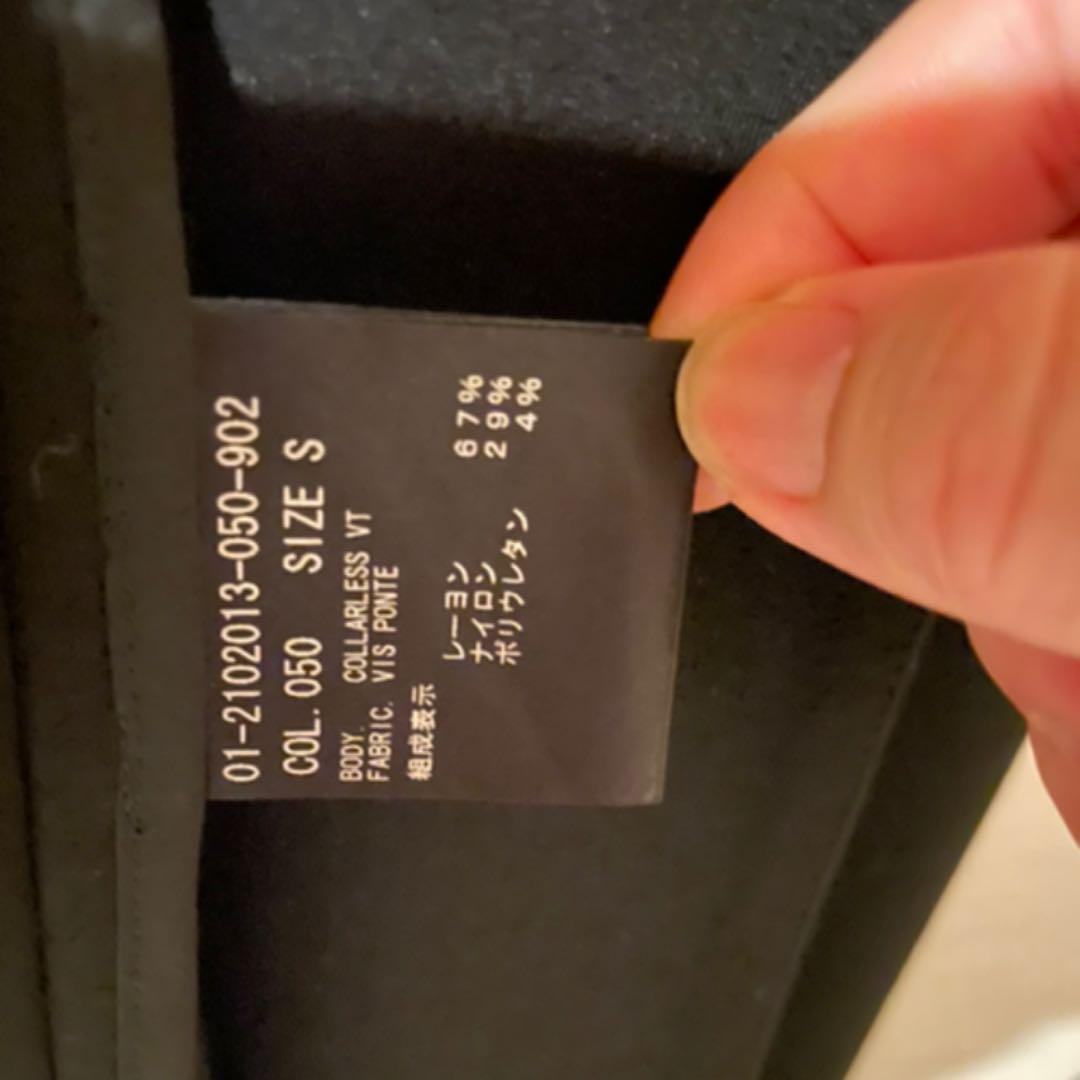 01-2102013-050-902
COL.050 SIZE S
BODY. COLLARLESS VT
FABRIC. VIS PONTE
組成表示
レーヨン 67%
ナイロン 29%
ポリウレタン 4%